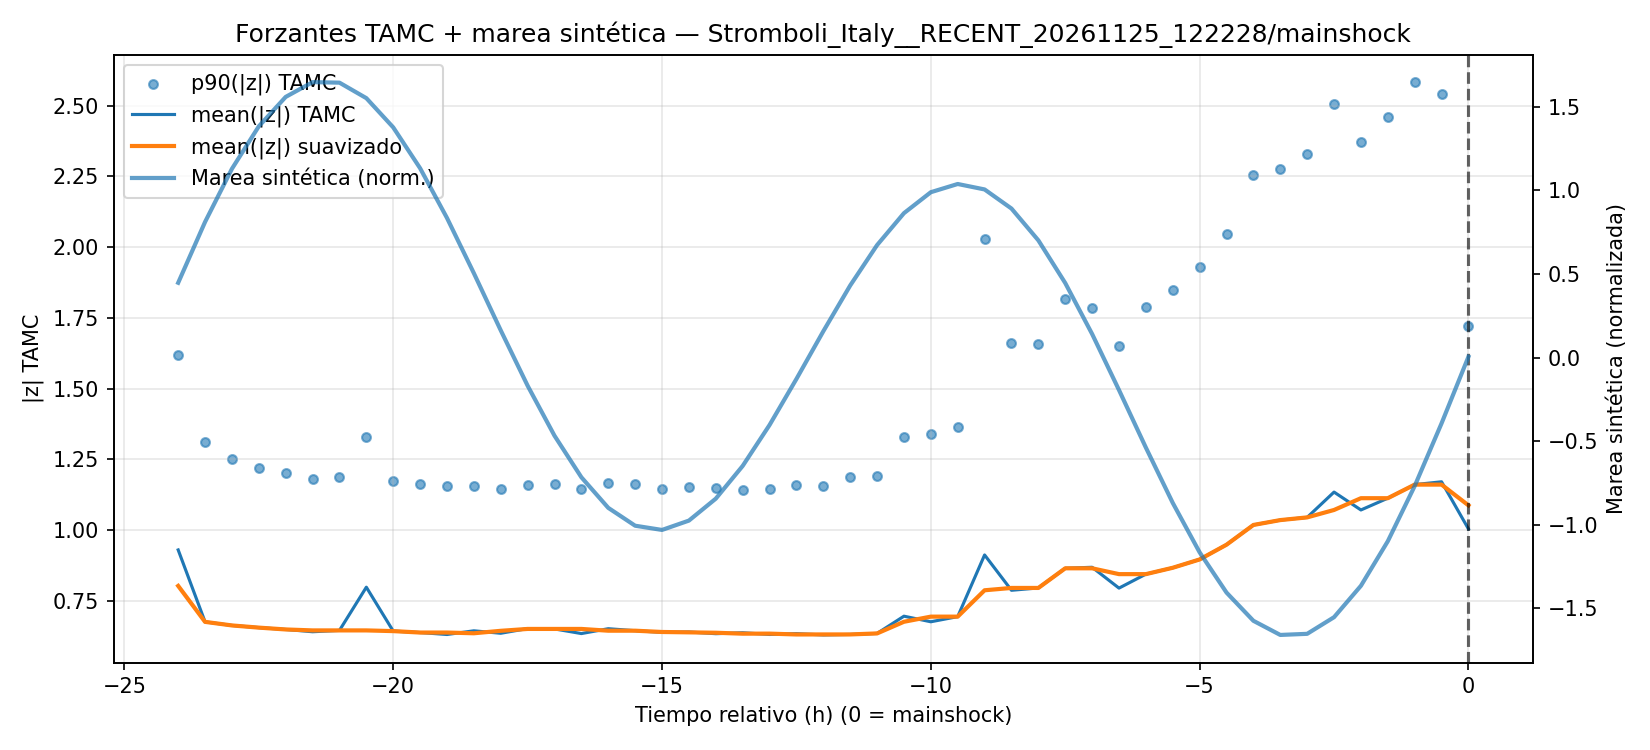 Forzantes TAMC + marea sintética — Stromboli_Italy__RECENT_20261125_122228/mainshock
p90(|z|) TAMC
mean(|z|) TAMC
mean(|z|) suavizado
Marea sintética (norm.)
2.50
2.25
2.00
1.75
1.50
1.25
1.00
0.75
|z| TAMC
1.5
1.0
0.5
0.0
−0.5
−1.0
−1.5
Marea sintética (normalizada)
−25
−20
−15
−10
−5
0
Tiempo relativo (h) (0 = mainshock)